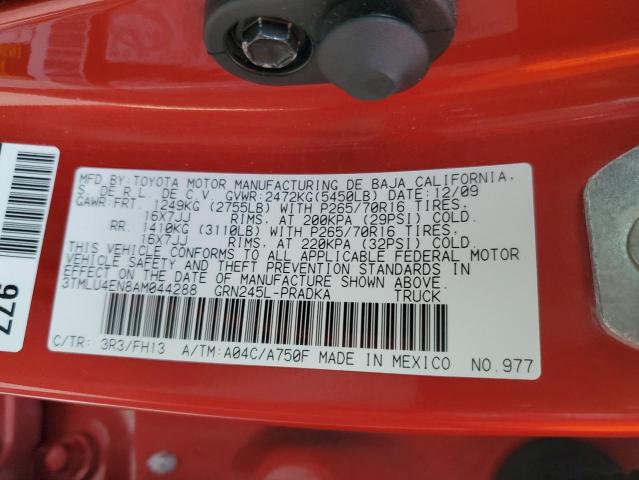 MFD.BY:TOYOTA MOTOR MANUFACTURING DE BAJA CALIFORNIA,
S. DE R.L. DE C.V. GVWR:2472KG(5450LB) DATE:12/09
GAWR:FRT. 1249KG (2755LB) WITH P265/70R16 TIRES,
16X7JJ RIMS, AT 200KPA (29PSI) COLD.
RR. 1410KG (3110LB) WITH P265/70R16 TIRES,
16X7JJ RIMS, AT 220KPA (32PSI) COLD.
THIS VEHICLE CONFORMS TO ALL APPLICABLE FEDERAL MOTOR
VEHICLE SAFETY AND THEFT PREVENTION STANDARDS IN
EFFECT ON THE DATE OF MANUFACTURE SHOWN ABOVE.
3TMLU4EN8AM044288 GRN245L-PRADKA TRUCK
C/TR: 3R3/FH13 A/TM:A04C/A750F MADE IN MEXICO NO.977
977